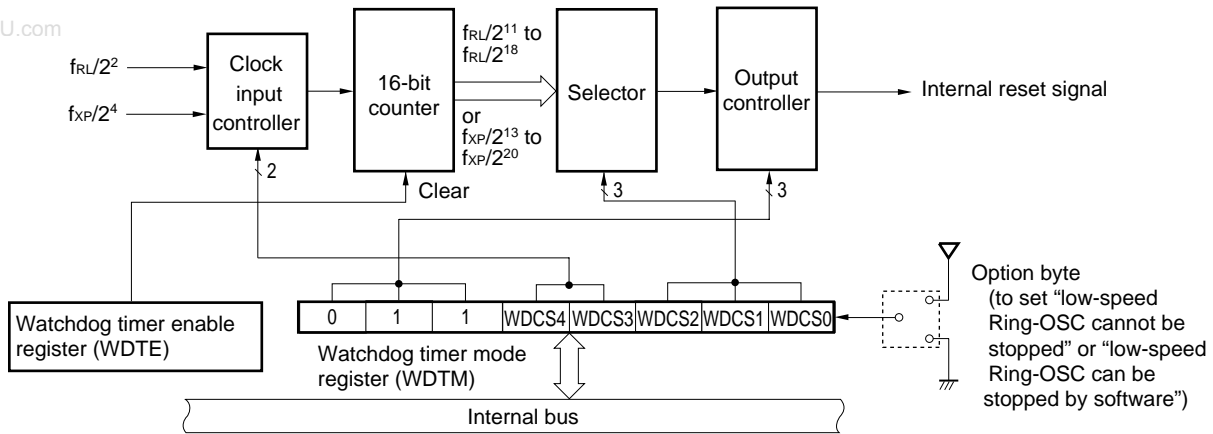 U.com
fRL/2²
fXP/2⁴
Clock
input
controller
2
16-bit
counter
Clear
fRL/2¹¹ to
fRL/2¹⁸
or
fXP/2¹³ to
fXP/2²⁰
Selector
3
Output
controller
3
Internal reset signal
Watchdog timer enable
register (WDTE)
0 1 1 WDCS4 WDCS3 WDCS2 WDCS1 WDCS0
Watchdog timer mode
register (WDTM)
Internal bus
Option byte
(to set “low-speed
Ring-OSC cannot be
stopped” or “low-speed
Ring-OSC can be
stopped by software”)